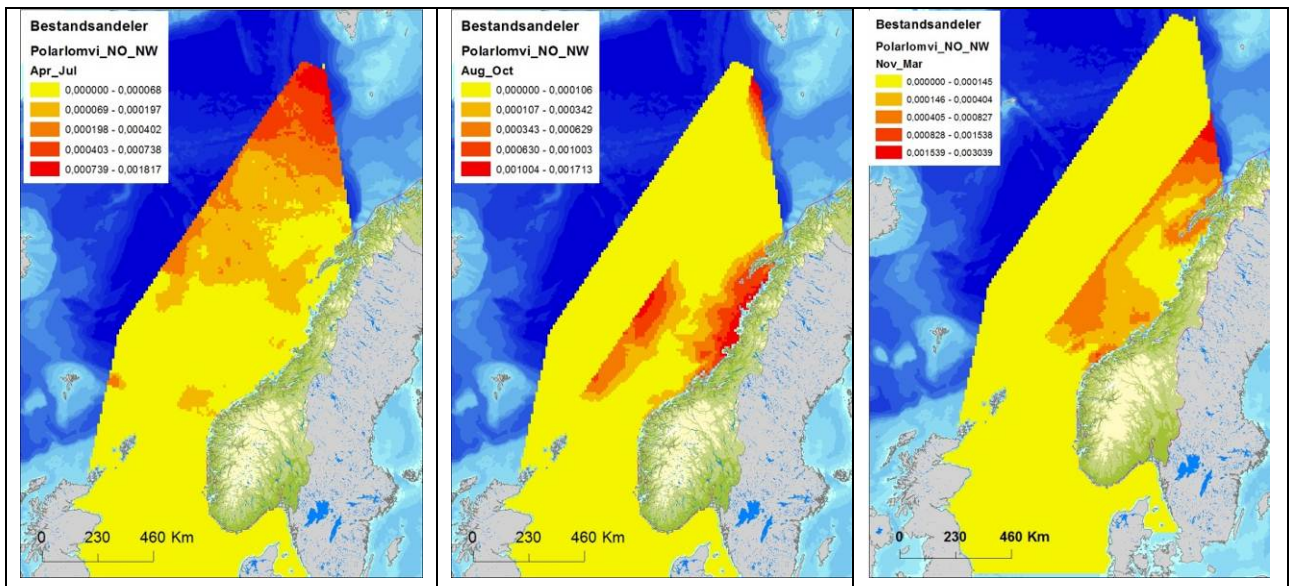 Bestandsandeler
Polarlomvi_NO_NW
Apr_Jul
0,000000 - 0,000068
0,000069 - 0,000197
0,000198 - 0,000402
0,000403 - 0,000738
0,000739 - 0,001817
0 230 460 Km
Bestandsandeler
Polarlomvi_NO_NW
Aug_Oct
0,000000 - 0,000106
0,000107 - 0,000342
0,000343 - 0,000629
0,000630 - 0,001003
0,001004 - 0,001713
0 230 460 Km
Bestandsandeler
Polarlomvi_NO_NW
Nov_Mar
0,000000 - 0,000145
0,000146 - 0,000404
0,000405 - 0,000827
0,000828 - 0,001538
0,001539 - 0,003039
0 230 460 Km